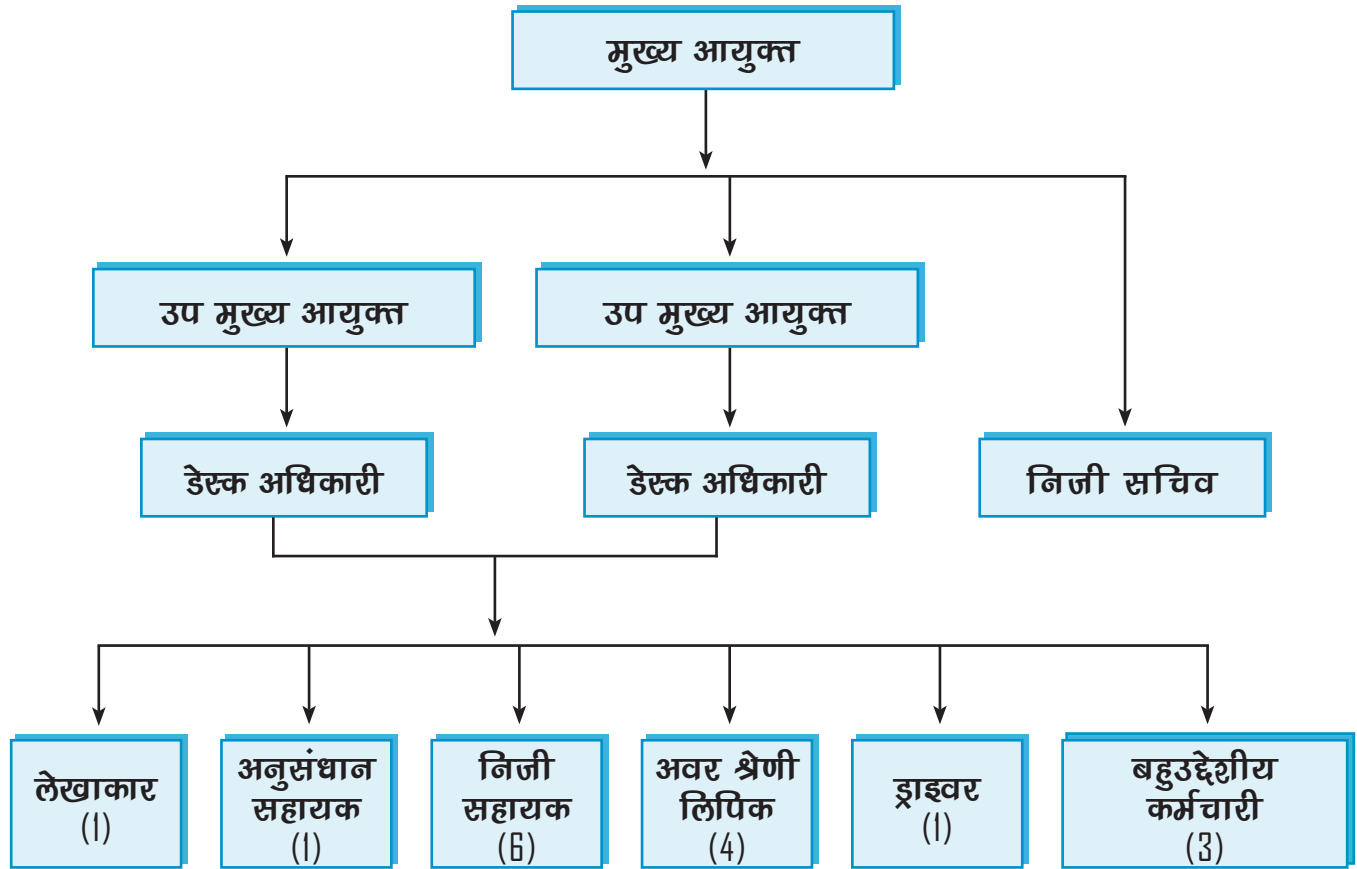 मुख्य आयुक्त
उप मुख्य आयुक्त
उप मुख्य आयुक्त
डेस्क अधिकारी
डेस्क अधिकारी
निजी सचिव
लेखाकार
(1)
अनुसंधान
सहायक
(1)
निजी
सहायक
(6)
अवर श्रेणी
लिपिक
(4)
ड्राइवर
(1)
बहुउद्देशीय
कर्मचारी
(3)